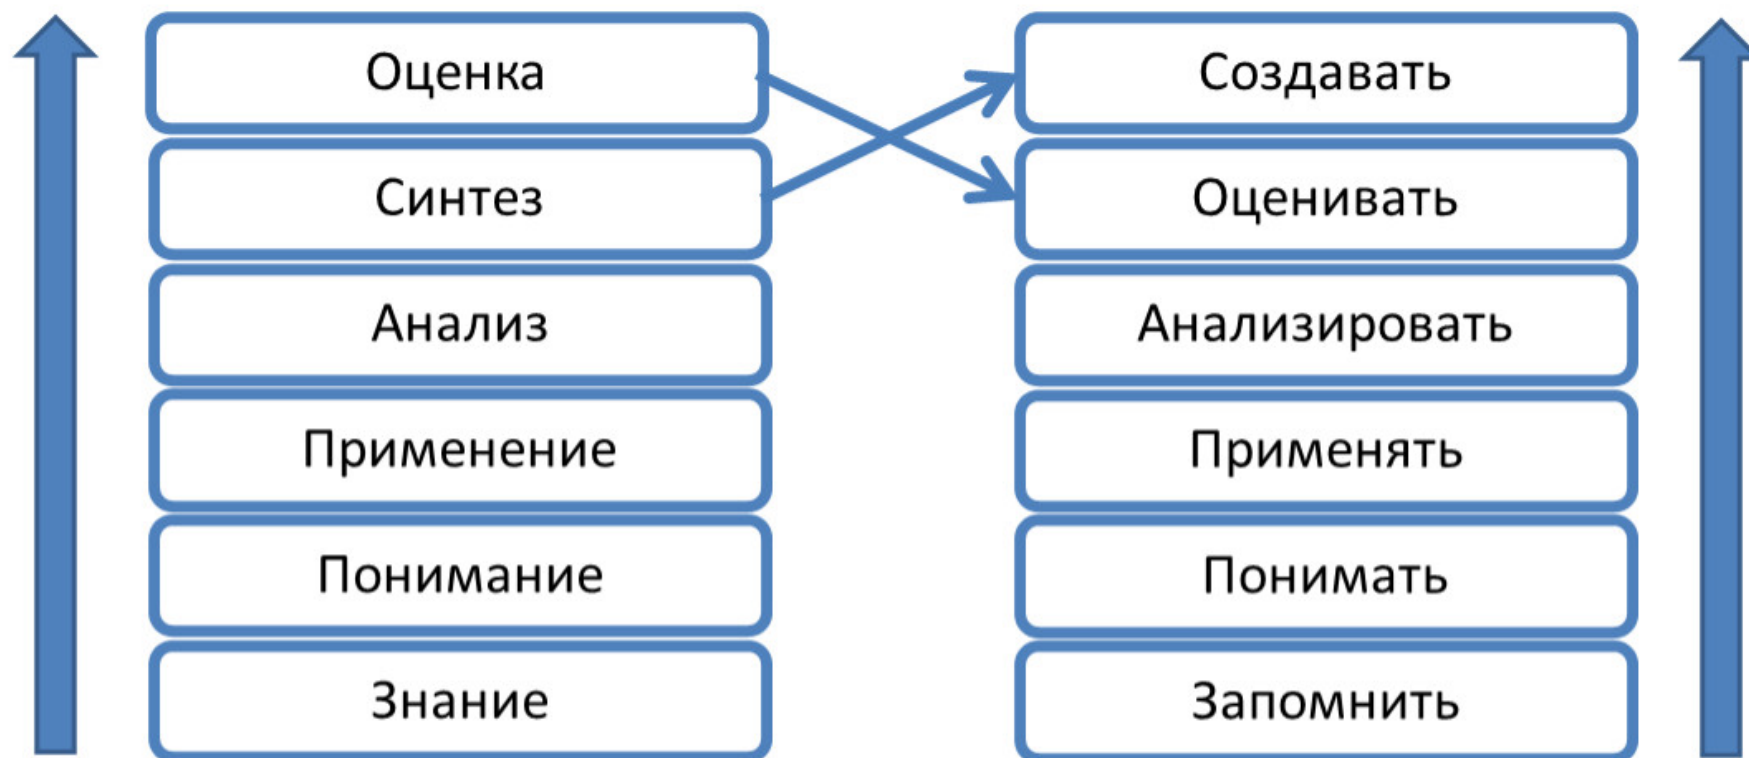 Оценка
Синтез
Анализ
Применение
Понимание
Знание
Создавать
Оценивать
Анализировать
Применять
Понимать
Запомнить